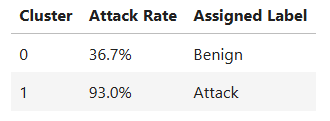 Cluster Attack Rate Assigned Label
0 36.7% Benign
1 93.0% Attack